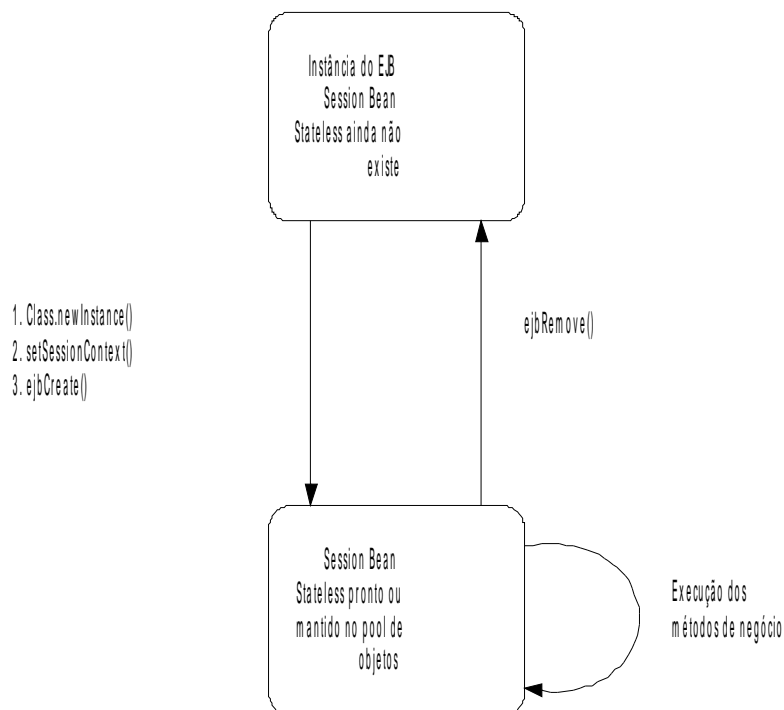 Instância do EJB
Session Bean
Stateless ainda não
existe
1. Class.newInstance()
2. setSessionContext()
3. ejbCreate()
ejbRemove()
Session Bean
Stateless pronto ou
mantido no pool de
objetos
Execução dos
métodos de negócio